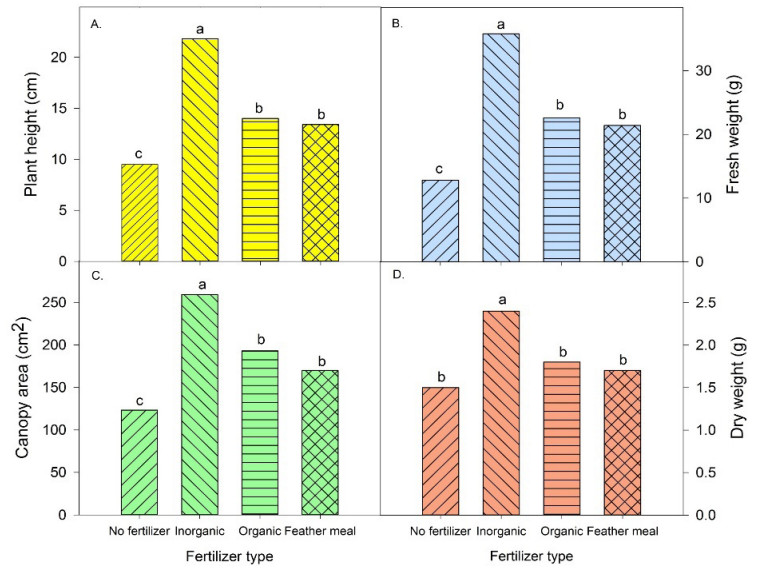 A.
Plant height (cm)
20
15
10
5
0
c
a
b
b
B.
Fresh weight (g)
30
20
10
0
c
a
b
b
C.
Canopy area (cm2)
250
200
150
100
50
0
c
a
b
b
No fertilizer Inorganic Organic Feather meal
Fertilizer type
D.
Dry weight (g)
2.5
2.0
1.5
1.0
0.5
0.0
b
a
b
b
No fertilizer Inorganic Organic Feather meal
Fertilizer type